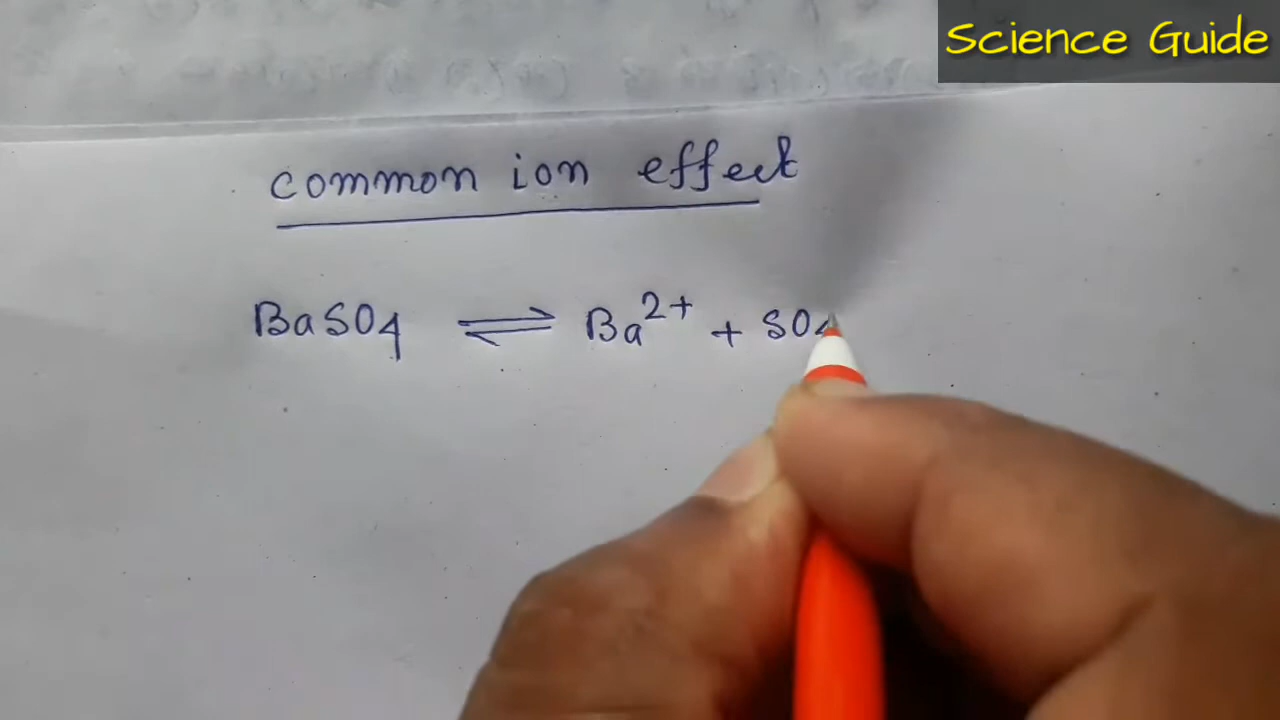 Science Guide
common ion effect
BaSO4 ⇌ Ba2+ + SO4